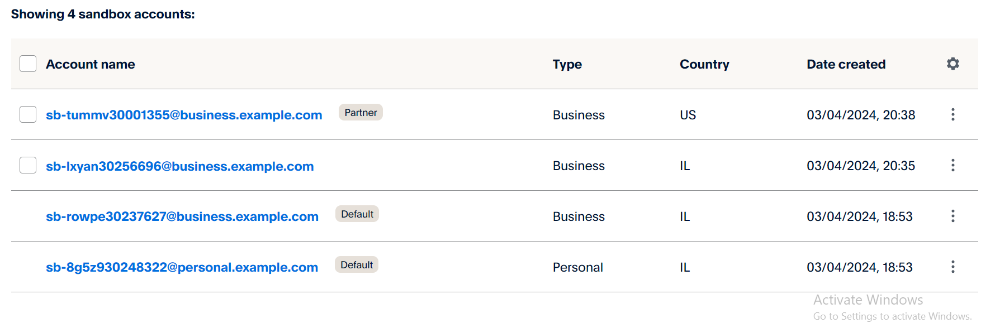 Showing 4 sandbox accounts:
Account name Type Country Date created
sb-tummv30001355@business.example.com Partner Business US 03/04/2024, 20:38
sb-lxyan30256696@business.example.com Business IL 03/04/2024, 20:35
sb-rowpe30237627@business.example.com Default Business IL 03/04/2024, 18:53
sb-8g5z930248322@personal.example.com Default Personal IL 03/04/2024, 18:53
Activate Windows
Go to Settings to activate Windows.